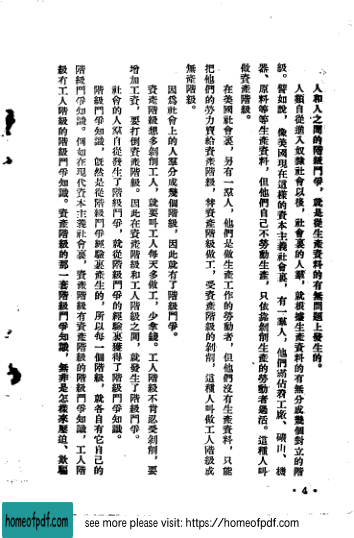 人和人之間的階級鬥爭，就是從生產資料的有無問題上發生的。
人類自從進入奴隸社會以後，社會裏的人羣，就根據生產資料的有無分成幾個對立的階
級。譬如說，像美國現在這樣的資本主義社會裏，有一羣人，他們霸佔着工廠、礦山、機
器、原料等等生產資料，但他們自己不勞動生產，只依靠剝削生產的勞動者過活。這種人叫
做資產階級。
在美國社會裏，另有一羣人，他們是做生產工作的勞動者，但他們沒有生產資料，只能
把他們的勞力賣給資產階級，替資產階級做工，受資產階級的剝削，這種人叫做工人階級或
無產階級。
因爲社會上的人羣分成幾個階級，因此就有了階級鬥爭。
資產階級想多剝削工人，就要叫工人每天多做工，少拿錢。工人階級不肯忍受剝削，要
增加工資，要打倒資產階級。因此在資產階級和工人階級之間，就發生了階級鬥爭。
社會的人羣自從發生了階級鬥爭，就從階級鬥爭的經驗裏獲得了階級鬥爭知識。
階級鬥爭知識，旣然是從階級鬥爭經驗裏產生的，所以每一個階級，就各自有它自己的
階級鬥爭知識。例如在現代資本主義社會裏，資產階級有資產階級的階級鬥爭知識，工人階
級有工人階級的階級鬥爭知識。資產階級的那一套階級鬥爭知識，無非是怎樣來壓迫、欺騙
• 4 •
homeofpdf.com
see more please visit: https://homeofpdf.com